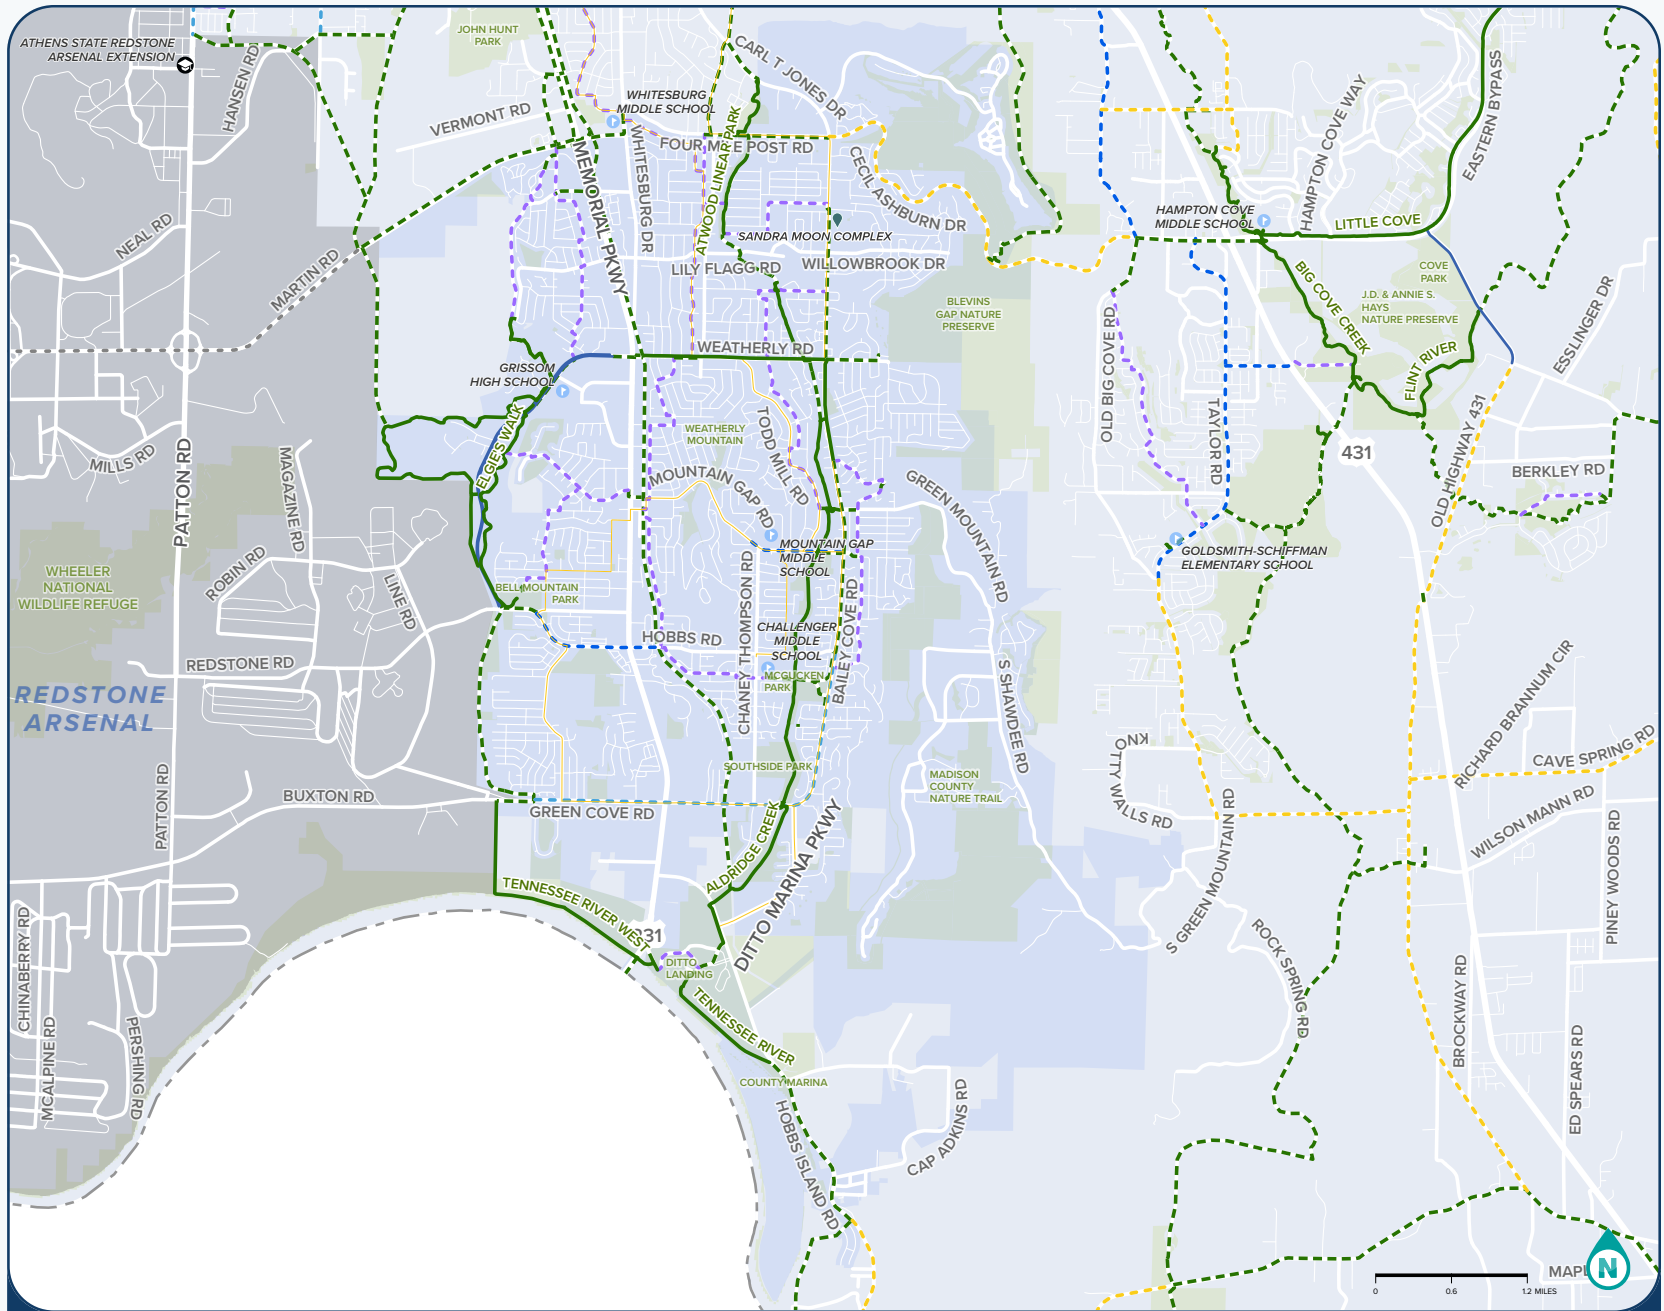 ATHENS STATE REDSTONE
ARSENAL EXTENSION
HANSEN RD
JOHN HUNT
PARK
VERMONT RD
WHITESBURG
MIDDLE SCHOOL
CARL T JONES DR
FOUR MILE POST RD
MEMORIAL PKWY
WHITESBURG DR
ATWOOD LINEAR PARK
CECIL ASHBURN DR
SANDRA MOON COMPLEX
LILY FLAGG RD
WILLOWBROOK DR
HAMPTON COVE
MIDDLE SCHOOL
HAMPTON COVE WAY
EASTERN BYPASS
LITTLE COVE
BIG COVE CREEK
COVE
PARK
J.D. & ANNIE S.
HAYS
NATURE PRESERVE
FLINT RIVER
ESSLINGER DR
NEAL RD
MARTIN RD
BLEVINS
GAP NATURE
PRESERVE
OLD BIG COVE RD
TAYLOR RD
WEATHERLY RD
GRISSOM
HIGH SCHOOL
ELGIE'S WALK
WEATHERLY
MOUNTAIN
TODD MILL RD
MOUNTAIN GAP RD
GREEN MOUNTAIN RD
431
OLD HIGHWAY 431
BERKLEY RD
PATTON RD
MILLS RD
MAGAZINE RD
ROBIN RD
LINE RD
WHEELER
NATIONAL
WILDLIFE REFUGE
REDSTONE RD
REDSTONE
ARSENAL
PATTON RD
BUXTON RD
BELL MOUNTAIN
PARK
HOBBS RD
CHANEY THOMPSON RD
MOUNTAIN GAP
MIDDLE
SCHOOL
CHALLENGER
MIDDLE
SCHOOL
MCGUCKEN
PARK
BAILEY COVE RD
GOLDSMITH-SCHIFFMAN
ELEMENTARY SCHOOL
S SHAWDEE RD
SOUTHSIDE PARK
MADISON
COUNTY
NATURE TRAIL
KNOTTY WALLS RD
RICHARD BRANNUM CIR
CAVE SPRING RD
WILSON MANN RD
PINEY WOODS RD
GREEN COVE RD
ALDRIDGE CREEK
DITTO MARINA PKWY
S GREEN MOUNTAIN RD
ROCK SPRING RD
TENNESSEE RIVER WEST
231
DITTO
LANDING
TENNESSEE RIVER
COUNTY MARINA
HOBBS ISLAND RD
CAP ADKINS RD
BROCKWAY RD
ED SPEARS RD
CHINABERRY RD
MCALPINE RD
PERSHING RD
MAPL
N
0 0.6 1.2 MILES